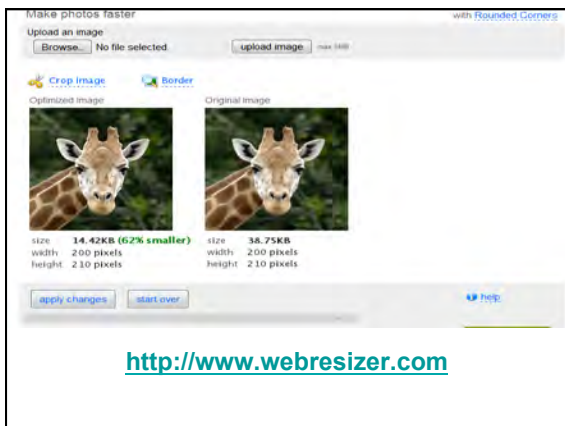 Make photos faster
with Rounded Corners
Upload an image
Browse... No file selected. upload image max 5MB
Crop image Border
Optimized Image Original Image
size 14.42KB (62% smaller) size 38.75KB
width 200 pixels width 200 pixels
height 210 pixels height 210 pixels
apply changes start over help
http://www.webresizer.com